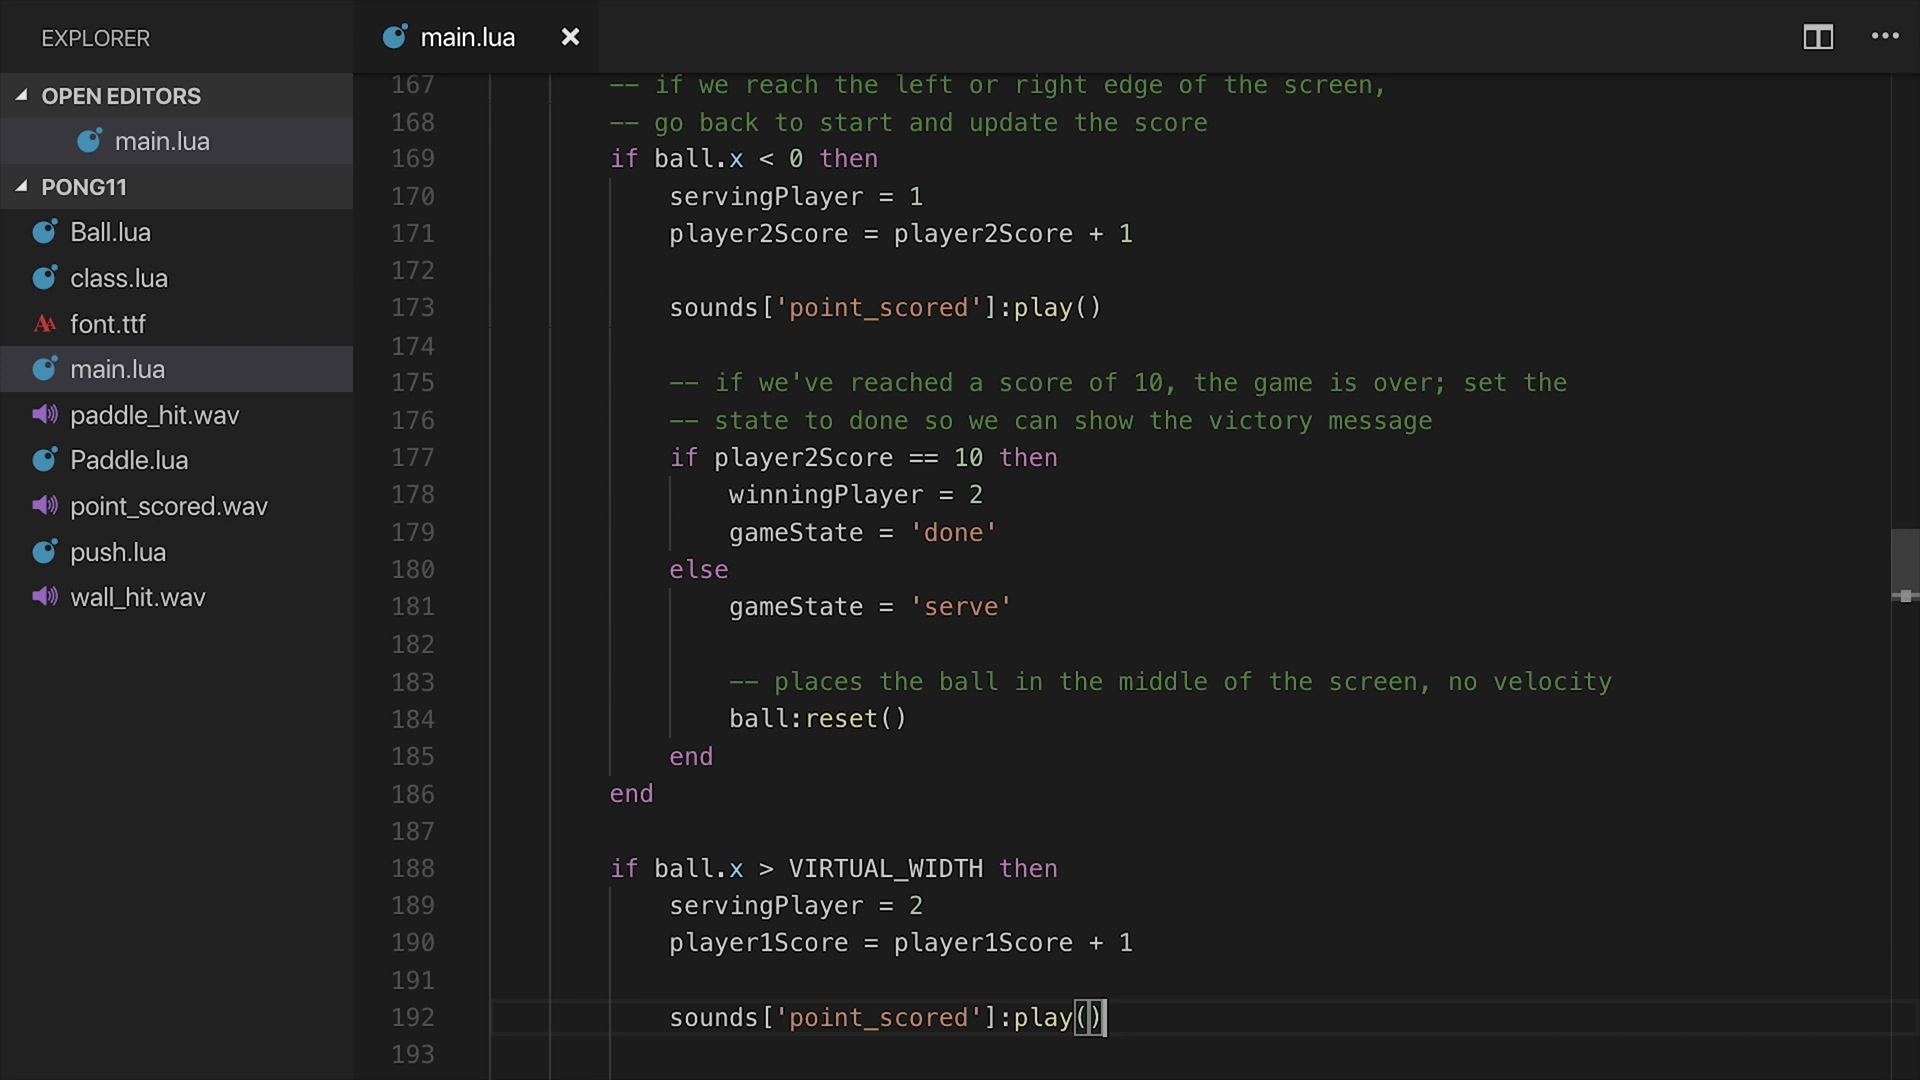 EXPLORER
OPEN EDITORS
main.lua
PONG11
Ball.lua
class.lua
font.ttf
main.lua
paddle_hit.wav
Paddle.lua
point_scored.wav
push.lua
wall_hit.wav
main.lua
167 -- if we reach the left or right edge of the screen,
168 -- go back to start and update the score
169 if ball.x < 0 then
170 servingPlayer = 1
171 player2Score = player2Score + 1
172
173 sounds['point_scored']:play()
174
175 -- if we've reached a score of 10, the game is over; set the
176 -- state to done so we can show the victory message
177 if player2Score == 10 then
178 winningPlayer = 2
179 gameState = 'done'
180 else
181 gameState = 'serve'
182
183 -- places the ball in the middle of the screen, no velocity
184 ball:reset()
185 end
186 end
187
188 if ball.x > VIRTUAL_WIDTH then
189 servingPlayer = 2
190 player1Score = player1Score + 1
191
192 sounds['point_scored']:play()
193